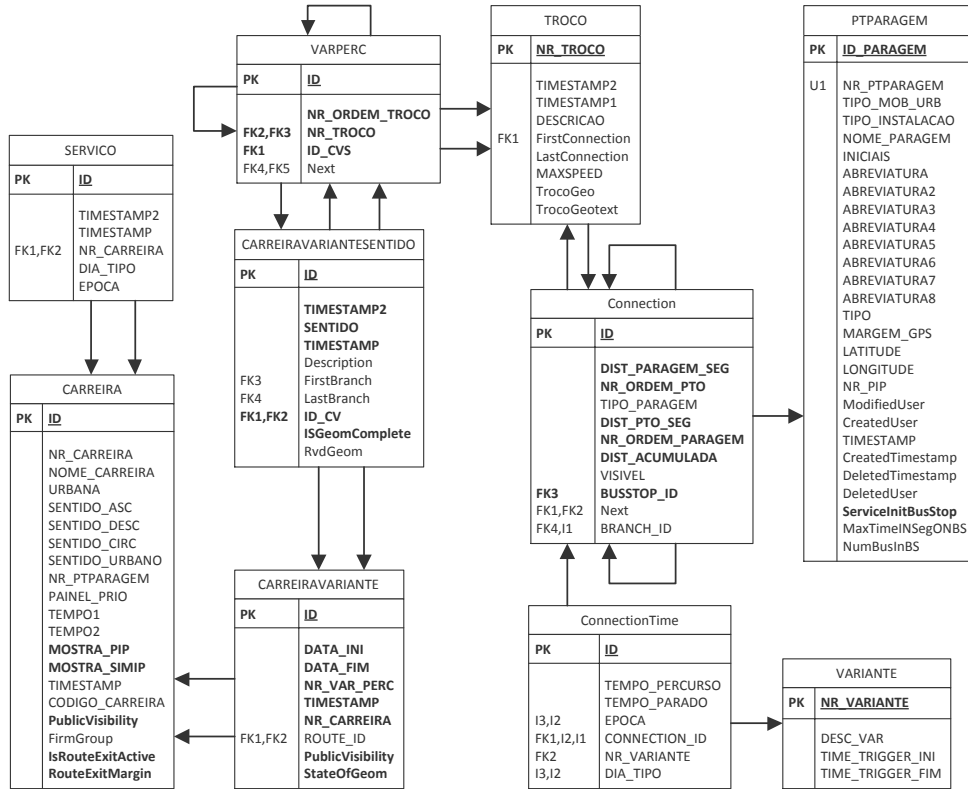 VARPERC
PK ID
NR_ORDEM_TROCO
FK2,FK3 NR_TROCO
FK1 ID_CVS
FK4,FK5 Next
TROCO
PK NR_TROCO
TIMESTAMP2
TIMESTAMP1
DESCRICAO
FK1 FirstConnection
LastConnection
MAXSPEED
TrocoGeo
TrocoGeotext
PTPARAGEM
PK ID_PARAGEM
U1 NR_PTPARAGEM
TIPO_MOB_URB
TIPO_INSTALACAO
NOME_PARAGEM
INICIAIS
ABREVIATURA
ABREVIATURA2
ABREVIATURA3
ABREVIATURA4
ABREVIATURA5
ABREVIATURA6
ABREVIATURA7
ABREVIATURA8
TIPO
MARGEM_GPS
LATITUDE
LONGITUDE
NR_PIP
ModifiedUser
CreatedUser
TIMESTAMP
CreatedTimestamp
DeletedTimestamp
DeletedUser
ServiceInitBusStop
MaxTimeINSegONBS
NumBusInBS
SERVICO
PK ID
TIMESTAMP2
TIMESTAMP
FK1,FK2 NR_CARREIRA
DIA_TIPO
EPOCA
CARREIRAVARIANTESENTIDO
PK ID
TIMESTAMP2
SENTIDO
TIMESTAMP
Description
FK3 FirstBranch
FK4 LastBranch
FK1,FK2 ID_CV
ISGeomComplete
RvdGeom
Connection
PK ID
DIST_PARAGEM_SEG
NR_ORDEM_PTO
TIPO_PARAGEM
DIST_PTO_SEG
NR_ORDEM_PARAGEM
DIST_ACUMULADA
VISIVEL
FK3 BUSSTOP_ID
FK1,FK2 Next
FK4,I1 BRANCH_ID
CARREIRA
PK ID
NR_CARREIRA
NOME_CARREIRA
URBANA
SENTIDO_ASC
SENTIDO_DESC
SENTIDO_CIRC
SENTIDO_URBANO
NR_PTPARAGEM
PAINEL_PRIO
TEMPO1
TEMPO2
MOSTRA_PIP
MOSTRA_SIMIP
TIMESTAMP
CODIGO_CARREIRA
PublicVisibility
FirmGroup
IsRouteExitActive
RouteExitMargin
CARREIRAVARIANTE
PK ID
DATA_INI
DATA_FIM
NR_VAR_PERC
TIMESTAMP
NR_CARREIRA
FK1,FK2 ROUTE_ID
PublicVisibility
StateOfGeom
ConnectionTime
PK ID
TEMPO_PERCURSO
TEMPO_PARADO
I3,I2 EPOCA
FK1,I2,I1 CONNECTION_ID
FK2 NR_VARIANTE
I3,I2 DIA_TIPO
VARIANTE
PK NR_VARIANTE
DESC_VAR
TIME_TRIGGER_INI
TIME_TRIGGER_FIM